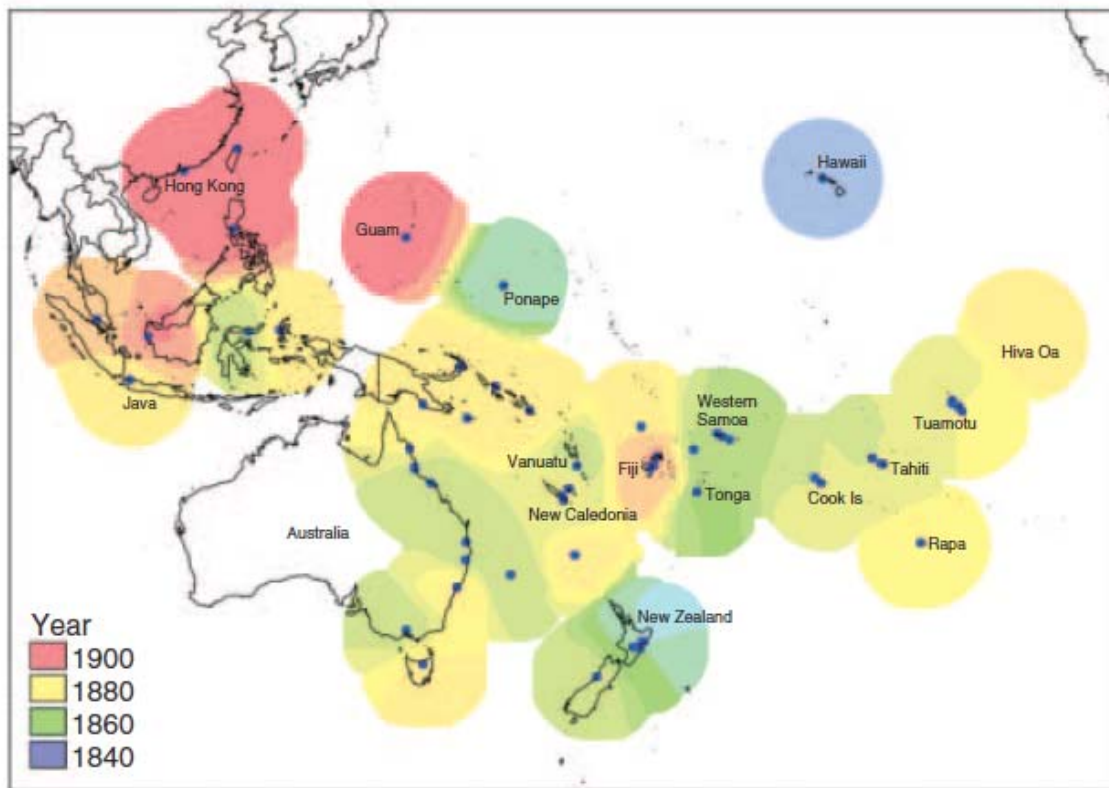 Hong Kong
Hawaii
Guam
Ponape
Hiva Oa
Java
Western
Samoa
Tuamotu
Vanuatu
Fiji
Tahiti
Tonga
Cook Is
New Caledonia
Australia
Rapa
New Zealand
Year
1900
1880
1860
1840